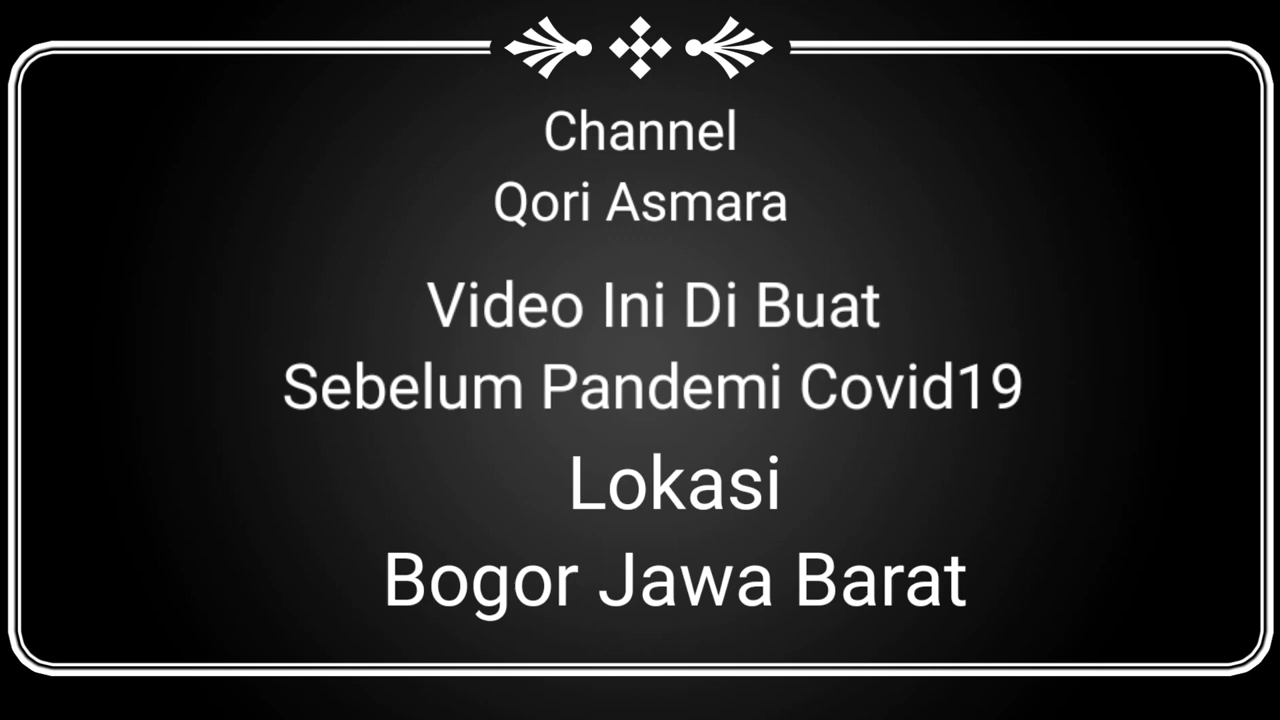 Channel
Qori Asmara
Video Ini Di Buat
Sebelum Pandemi Covid19
Lokasi
Bogor Jawa Barat